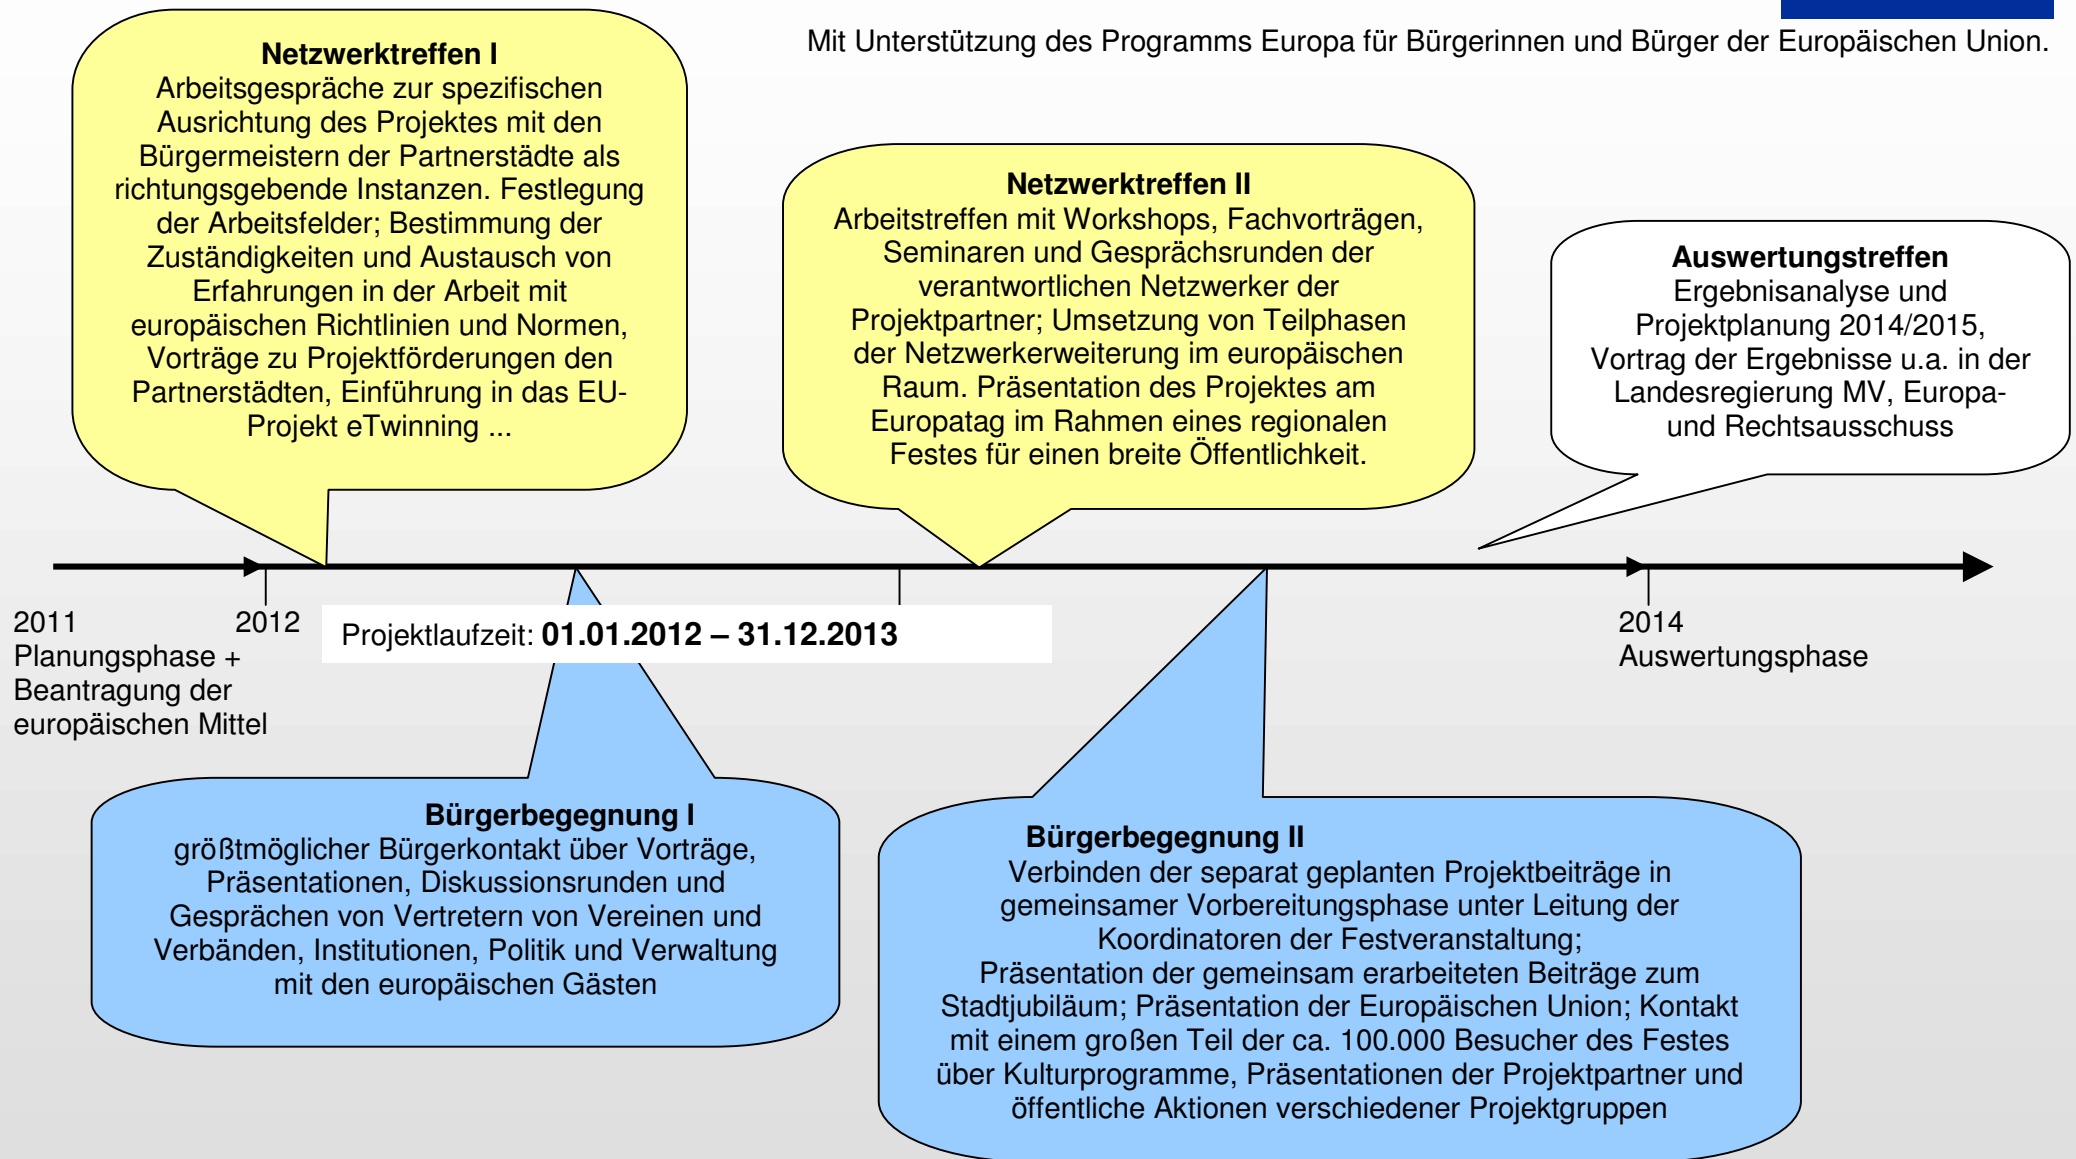 Mit Unterstützung des Programms Europa für Bürgerinnen und Bürger der Europäischen Union.
Netzwerktreffen I
Arbeitsgespräche zur spezifischen
Ausrichtung des Projektes mit den
Bürgermeistern der Partnerstädte als
richtungsgebende Instanzen. Festlegung
der Arbeitsfelder; Bestimmung der
Zuständigkeiten und Austausch von
Erfahrungen in der Arbeit mit
europäischen Richtlinien und Normen,
Vorträge zu Projektförderungen den
Partnerstädten, Einführung in das EU-
Projekt eTwinning ...
Netzwerktreffen II
Arbeitstreffen mit Workshops, Fachvorträgen,
Seminaren und Gesprächsrunden der
verantwortlichen Netzwerker der
Projektpartner; Umsetzung von Teilphasen
der Netzwerkerweiterung im europäischen
Raum. Präsentation des Projektes am
Europatag im Rahmen eines regionalen
Festes für einen breite Öffentlichkeit.
Auswertungstreffen
Ergebnisanalyse und
Projektplanung 2014/2015,
Vortrag der Ergebnisse u.a. in der
Landesregierung MV, Europa-
und Rechtsausschuss
2011
Planungsphase +
Beantragung der
europäischen Mittel
2012
Projektlaufzeit: 01.01.2012 – 31.12.2013
2014
Auswertungsphase
Bürgerbegegnung I
größtmöglicher Bürgerkontakt über Vorträge,
Präsentationen, Diskussionsrunden und
Gesprächen von Vertretern von Vereinen und
Verbänden, Institutionen, Politik und Verwaltung
mit den europäischen Gästen
Bürgerbegegnung II
Verbinden der separat geplanten Projektbeiträge in
gemeinsamer Vorbereitungsphase unter Leitung der
Koordinatoren der Festveranstaltung;
Präsentation der gemeinsam erarbeiteten Beiträge zum
Stadtjubiläum; Präsentation der Europäischen Union; Kontakt
mit einem großen Teil der ca. 100.000 Besucher des Festes
über Kulturprogramme, Präsentationen der Projektpartner und
öffentliche Aktionen verschiedener Projektgruppen